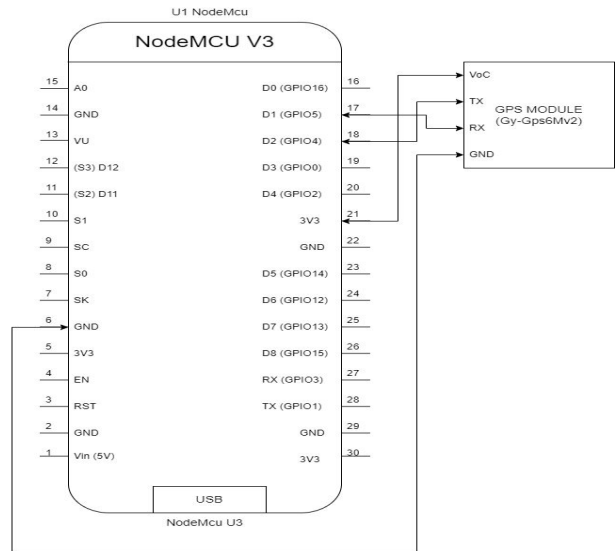 U1 NodeMcu
NodeMCU V3
15 A0
14 GND
13 VU
12 (S3) D12
11 (S2) D11
10 S1
9 SC
8 S0
7 SK
6 GND
5 3V3
4 EN
3 RST
2 GND
1 Vin (5V)
D0 (GPIO16) 16
D1 (GPIO5) 17
D2 (GPIO4) 18
D3 (GPIO0) 19
D4 (GPIO2) 20
3V3 21
GND 22
D5 (GPIO14) 23
D6 (GPIO12) 24
D7 (GPIO13) 25
D8 (GPIO15) 26
RX (GPIO3) 27
TX (GPIO1) 28
GND 29
3V3 30
USB
NodeMcu U3
VoC
TX
RX
GND
GPS MODULE
(Gy-Gps6Mv2)